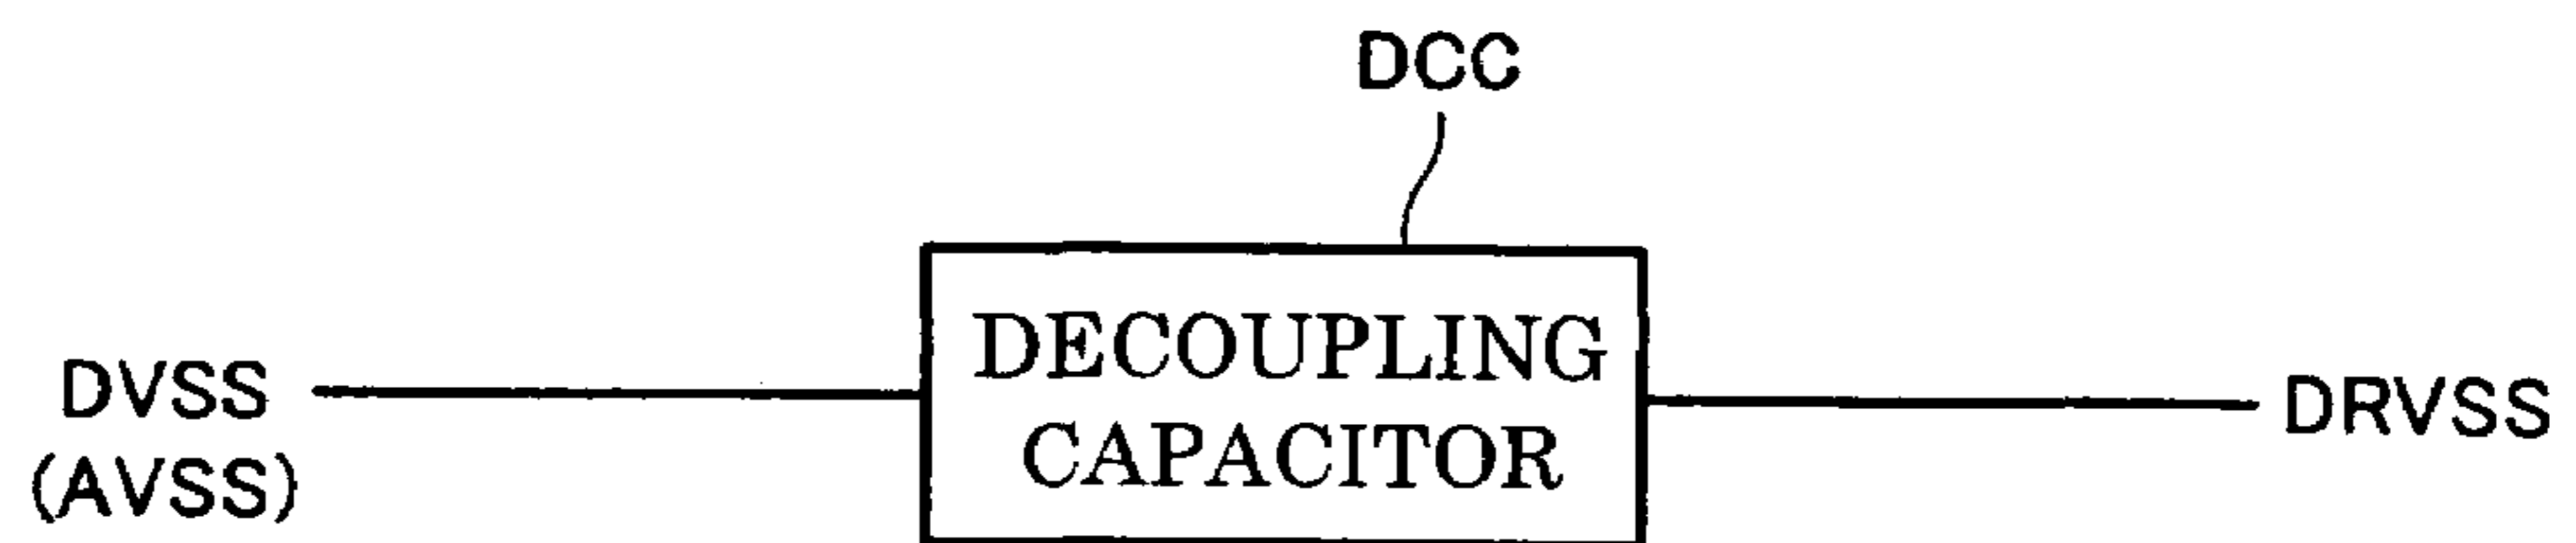 DCC
DECOUPLING
CAPACITOR
DVSS
(AVSS)
DRVSS